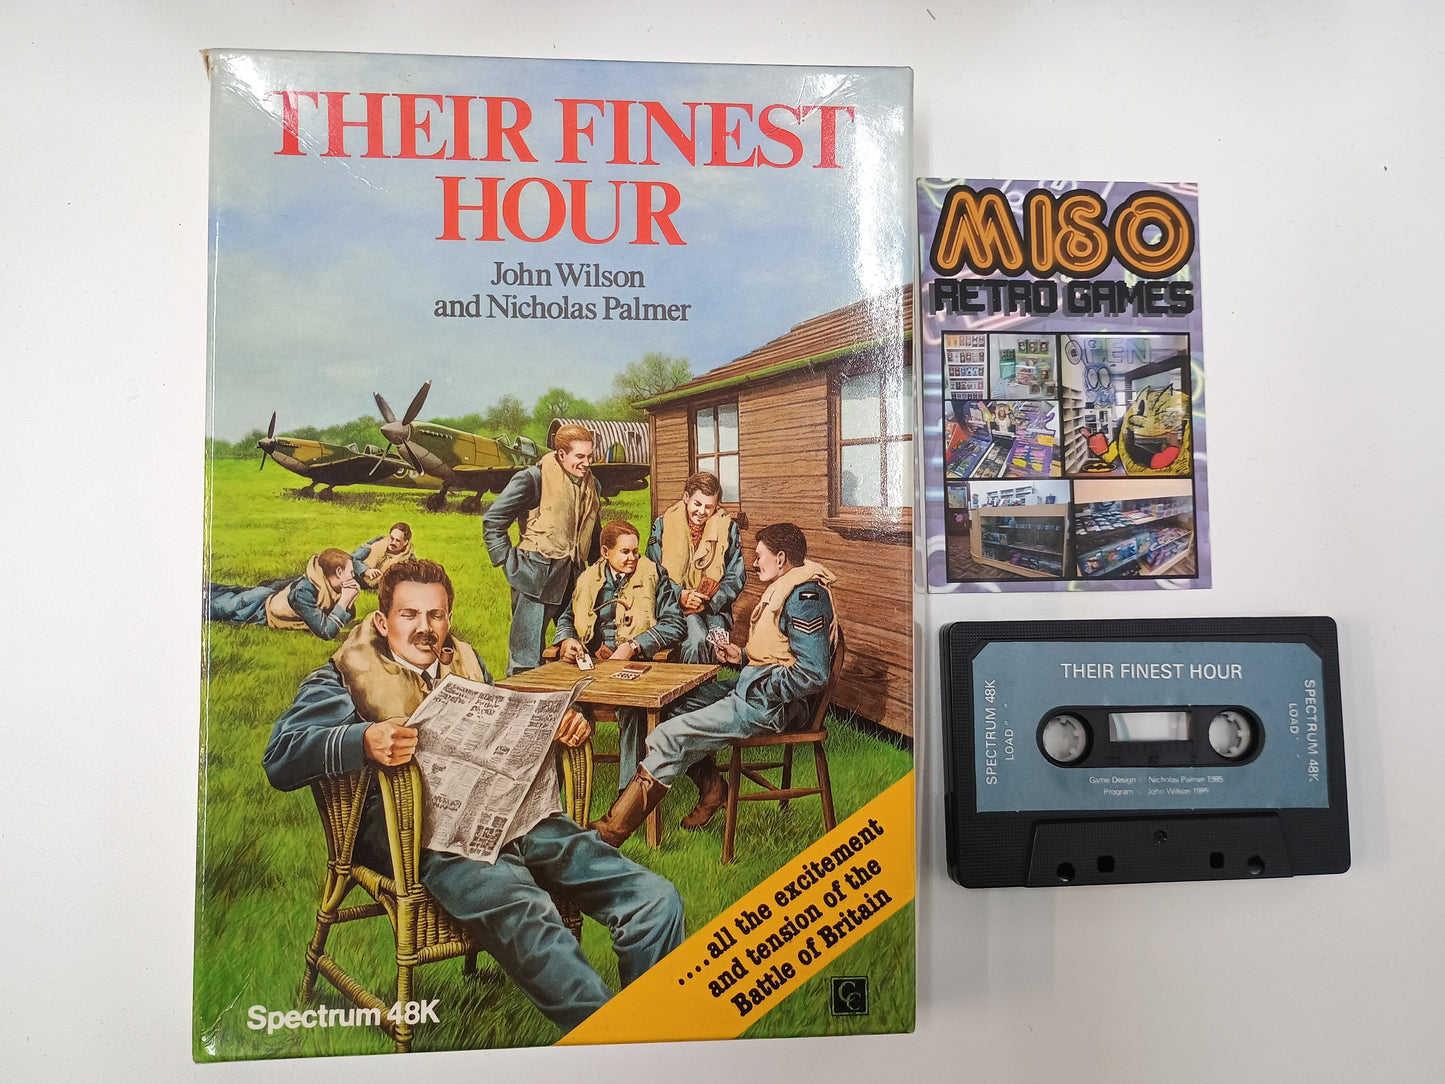 THEIR FINEST
HOUR
John Wilson
and Nicholas Palmer
....all the excitement
and tension of the
Battle of Britain
CC
Spectrum 48K
MISO
RETRO GAMES
OPEN
THEIR FINEST HOUR
SPECTRUM 48K
LOAD " "
SPECTRUM 48K
LOAD "
Game Design Nicholas Palmer 1985
Program John Wilson 1985